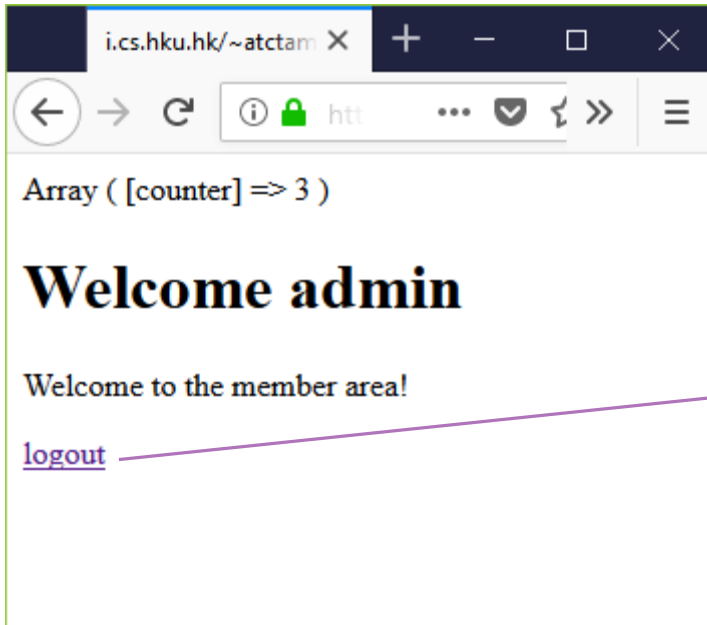 i.cs.hku.hk/~atctam
htt
Array ( [counter] => 3 )
Welcome admin
Welcome to the member area!
logout